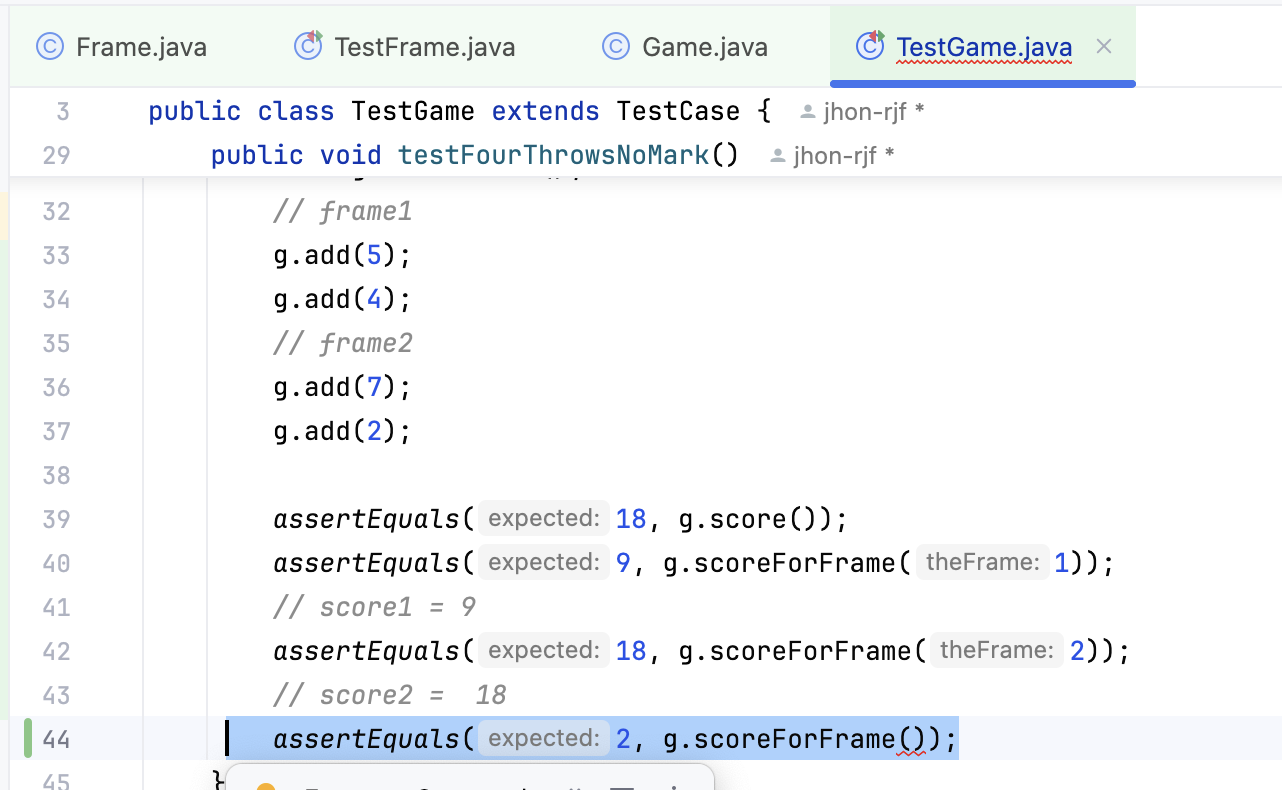 Frame.java TestFrame.java Game.java TestGame.java
3 public class TestGame extends TestCase { jhon-rjf *
29 public void testFourThrowsNoMark() jhon-rjf *
32 // frame1
33 g.add(5);
34 g.add(4);
35 // frame2
36 g.add(7);
37 g.add(2);
38
39 assertEquals( expected: 18, g.score());
40 assertEquals( expected: 9, g.scoreForFrame( theFrame: 1));
41 // score1 = 9
42 assertEquals( expected: 18, g.scoreForFrame( theFrame: 2));
43 // score2 =  18
44 assertEquals( expected: 2, g.scoreForFrame());
45 }